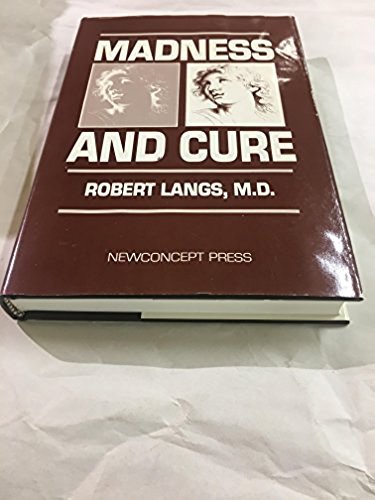 MADNESS
AND CURE
ROBERT LANGS, M.D.
NEWCONCEPT PRESS